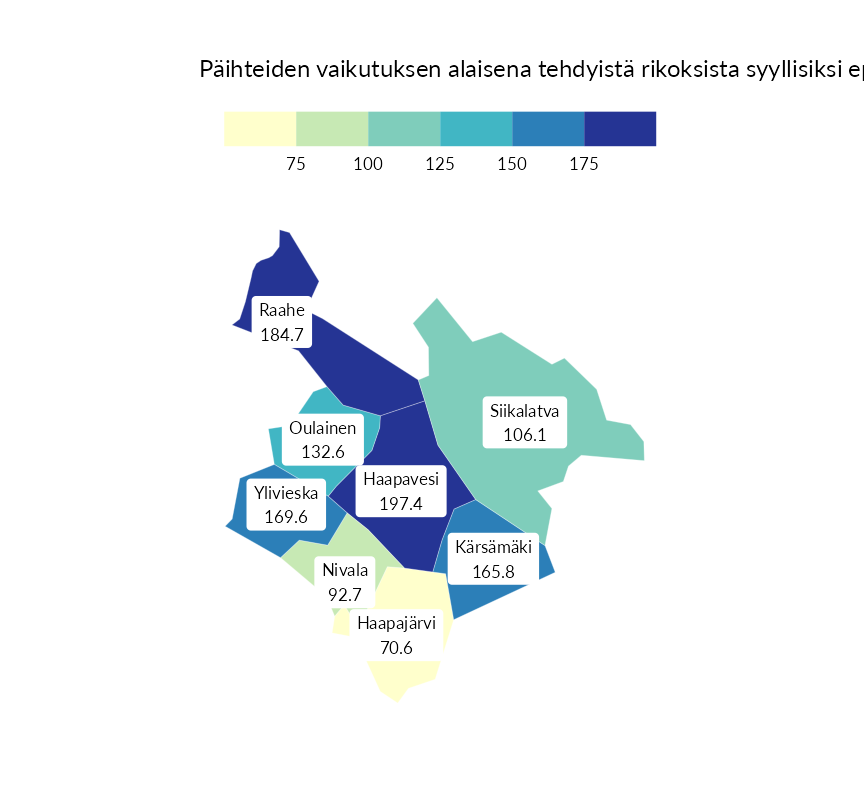 Päihteiden vaikutuksen alaisena tehdyistä rikoksista syyllisiksi
75 100 125 150 175
Raahe
184.7
Siikalatva
106.1
Oulainen
132.6
Haapavesi
197.4
Ylivieska
169.6
Kärsämäki
165.8
Nivala
92.7
Haapajärvi
70.6